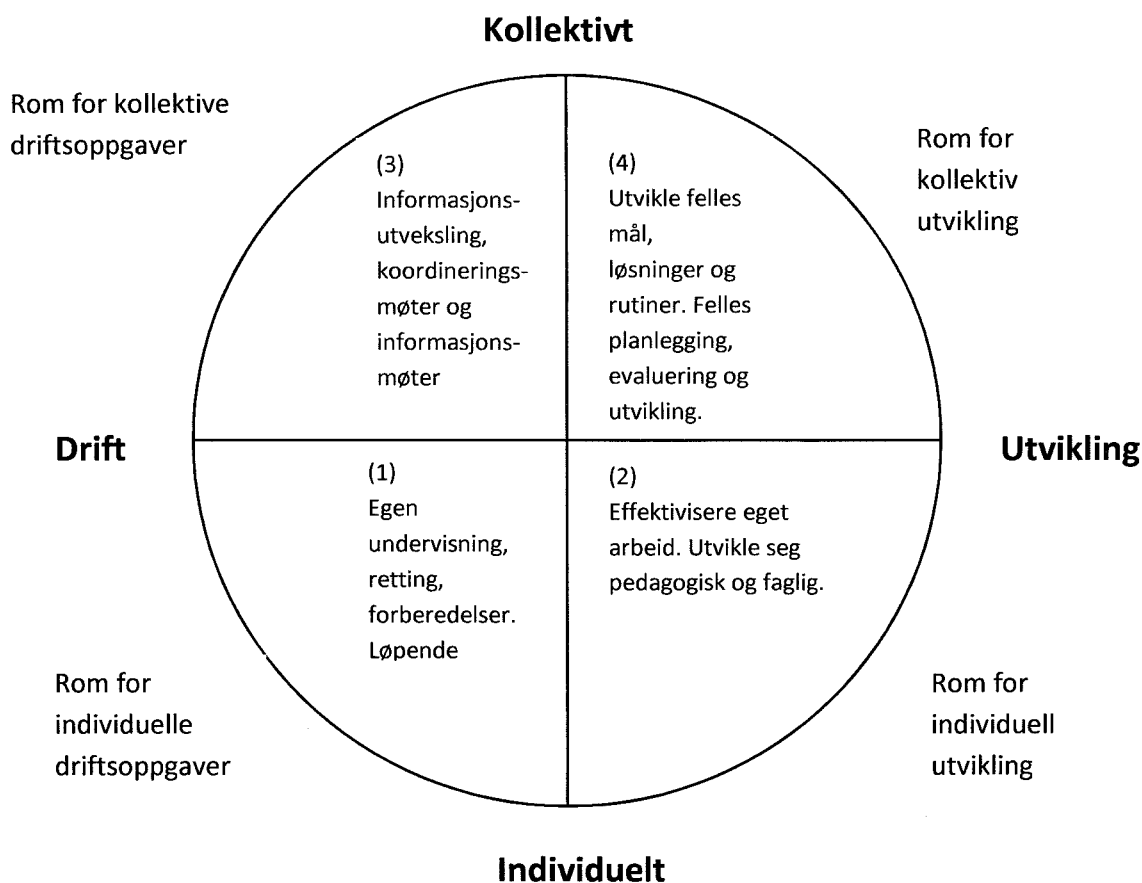 Kollektivt
Rom for kollektive
driftsoppgaver
(3)
Informasjons-
utveksling,
koordinerings-
møter og
informasjons-
møter
(4)
Utvikle felles
mål,
løsninger og
rutiner. Felles
planlegging,
evaluering og
utvikling.
Rom for
kollektiv
utvikling
Drift
Utvikling
(1)
Egen
undervisning,
retting,
forberedelser.
Løpende
(2)
Effektivisere eget
arbeid. Utvikle seg
pedagogisk og faglig.
Rom for
individuelle
driftsoppgaver
Rom for
individuell
utvikling
Individuelt